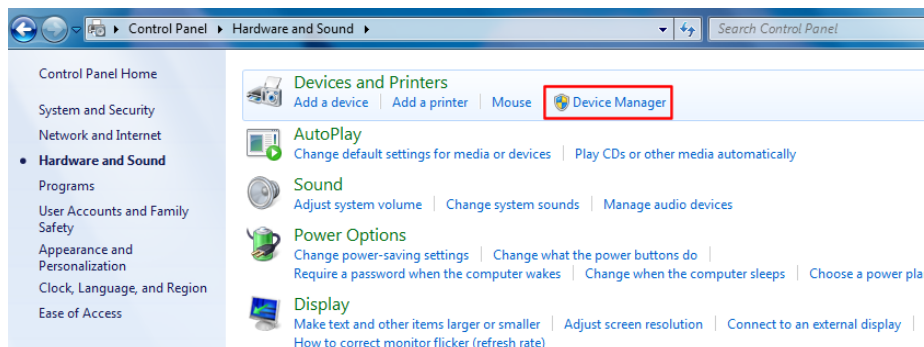 Control Panel Hardware and Sound Search Control Panel
Control Panel Home
System and Security
Network and Internet
Hardware and Sound
Programs
User Accounts and Family
Safety
Appearance and
Personalization
Clock, Language, and Region
Ease of Access
Devices and Printers
Add a device Add a printer Mouse Device Manager
AutoPlay
Change default settings for media or devices Play CDs or other media automatically
Sound
Adjust system volume Change system sounds Manage audio devices
Power Options
Change power-saving settings Change what the power buttons do
Require a password when the computer wakes Change when the computer sleeps Choose a power pla
Display
Make text and other items larger or smaller Adjust screen resolution Connect to an external display
How to correct monitor flicker (refresh rate)